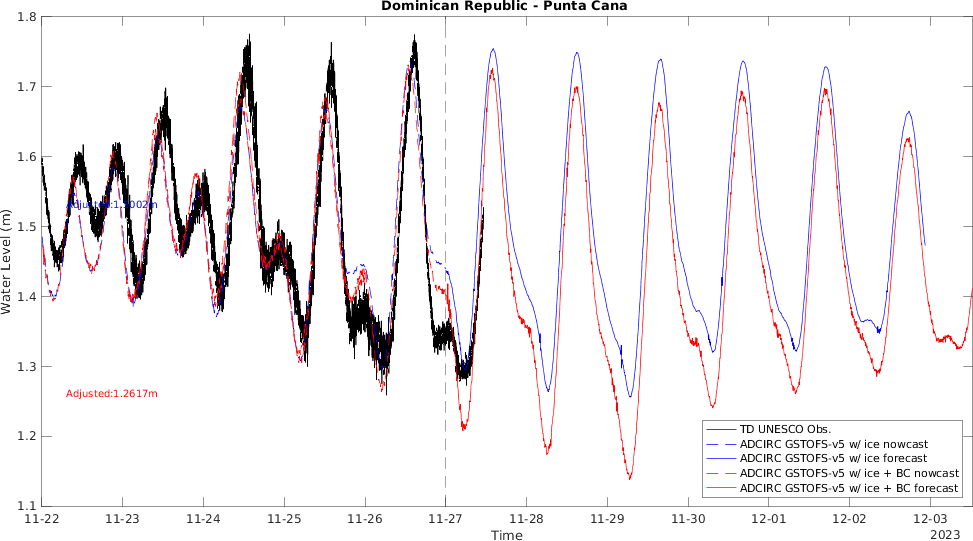 Dominican Republic - Punta Cana
Water Level (m)
1.8
1.7
1.6
1.5
1.4
1.3
1.2
1.1
Adjusted:1.5002m
Adjusted:1.2617m
TD UNESCO Obs.
ADCIRC GSTOFS-v5 w/ ice nowcast
ADCIRC GSTOFS-v5 w/ ice forecast
ADCIRC GSTOFS-v5 w/ ice + BC nowcast
ADCIRC GSTOFS-v5 w/ ice + BC forecast
11-22 11-23 11-24 11-25 11-26 11-27 11-28 11-29 11-30 12-01 12-02 12-03
Time
2023